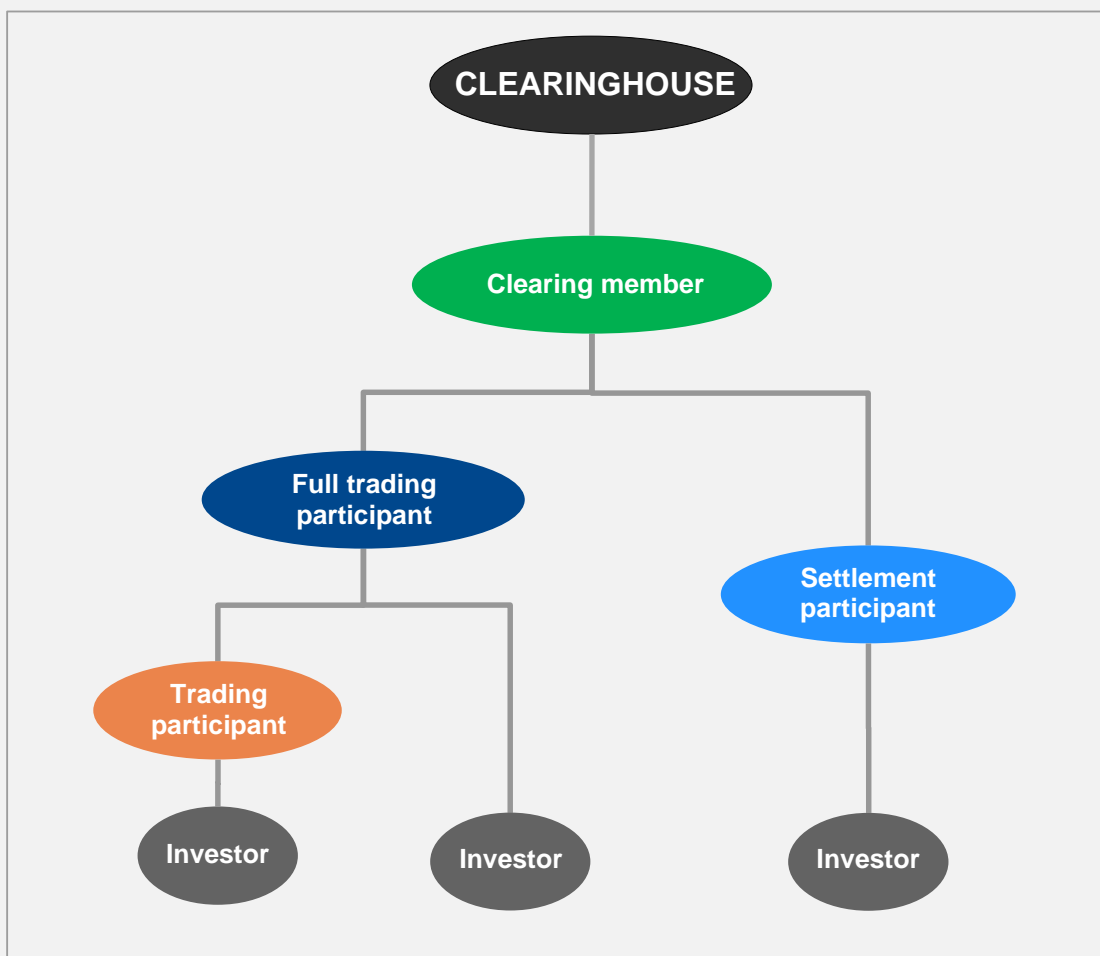 CLEARINGHOUSE
Clearing member
Full trading
participant
Settlement
participant
Trading
participant
Investor
Investor
Investor